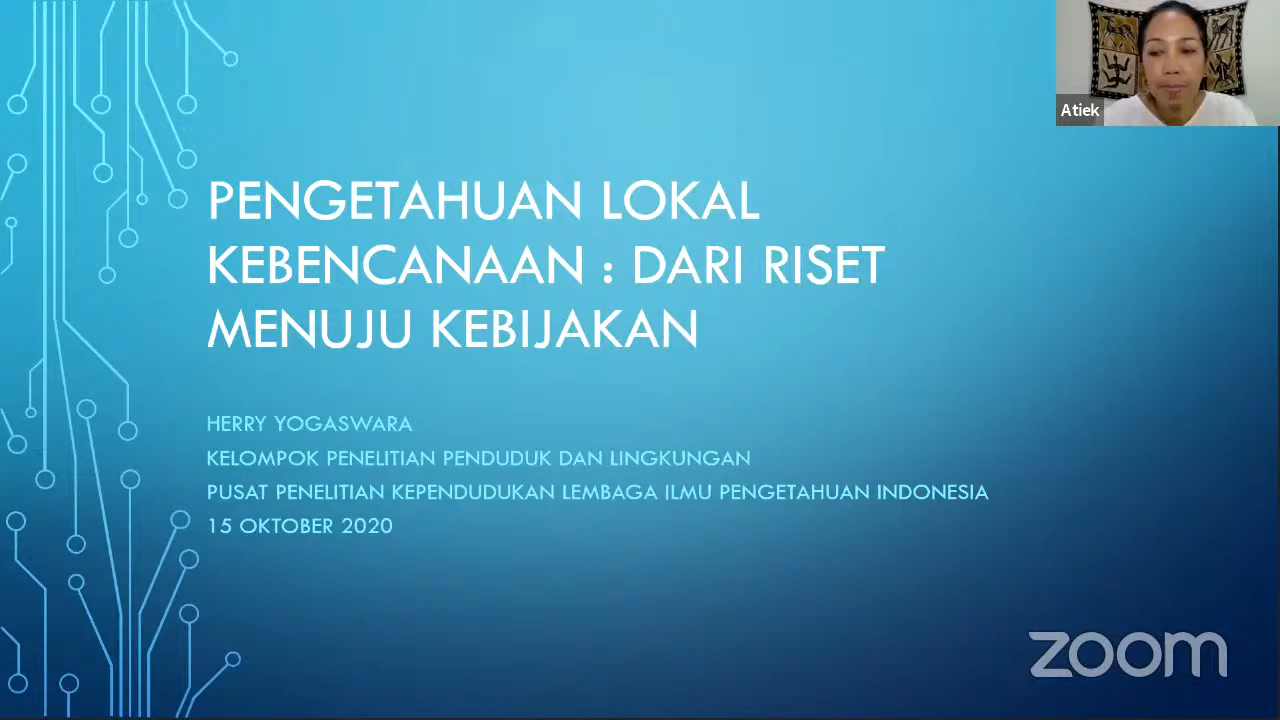 Atiek
PENGETAHUAN LOKAL
KEBENCANAAN : DARI RISET
MENUJU KEBIJAKAN
HERRY YOGASWARA
KELOMPOK PENELITIAN PENDUDUK DAN LINGKUNGAN
PUSAT PENELITIAN KEPENDUDUKAN LEMBAGA ILMU PENGETAHUAN INDONESIA
15 OKTOBER 2020
zoom